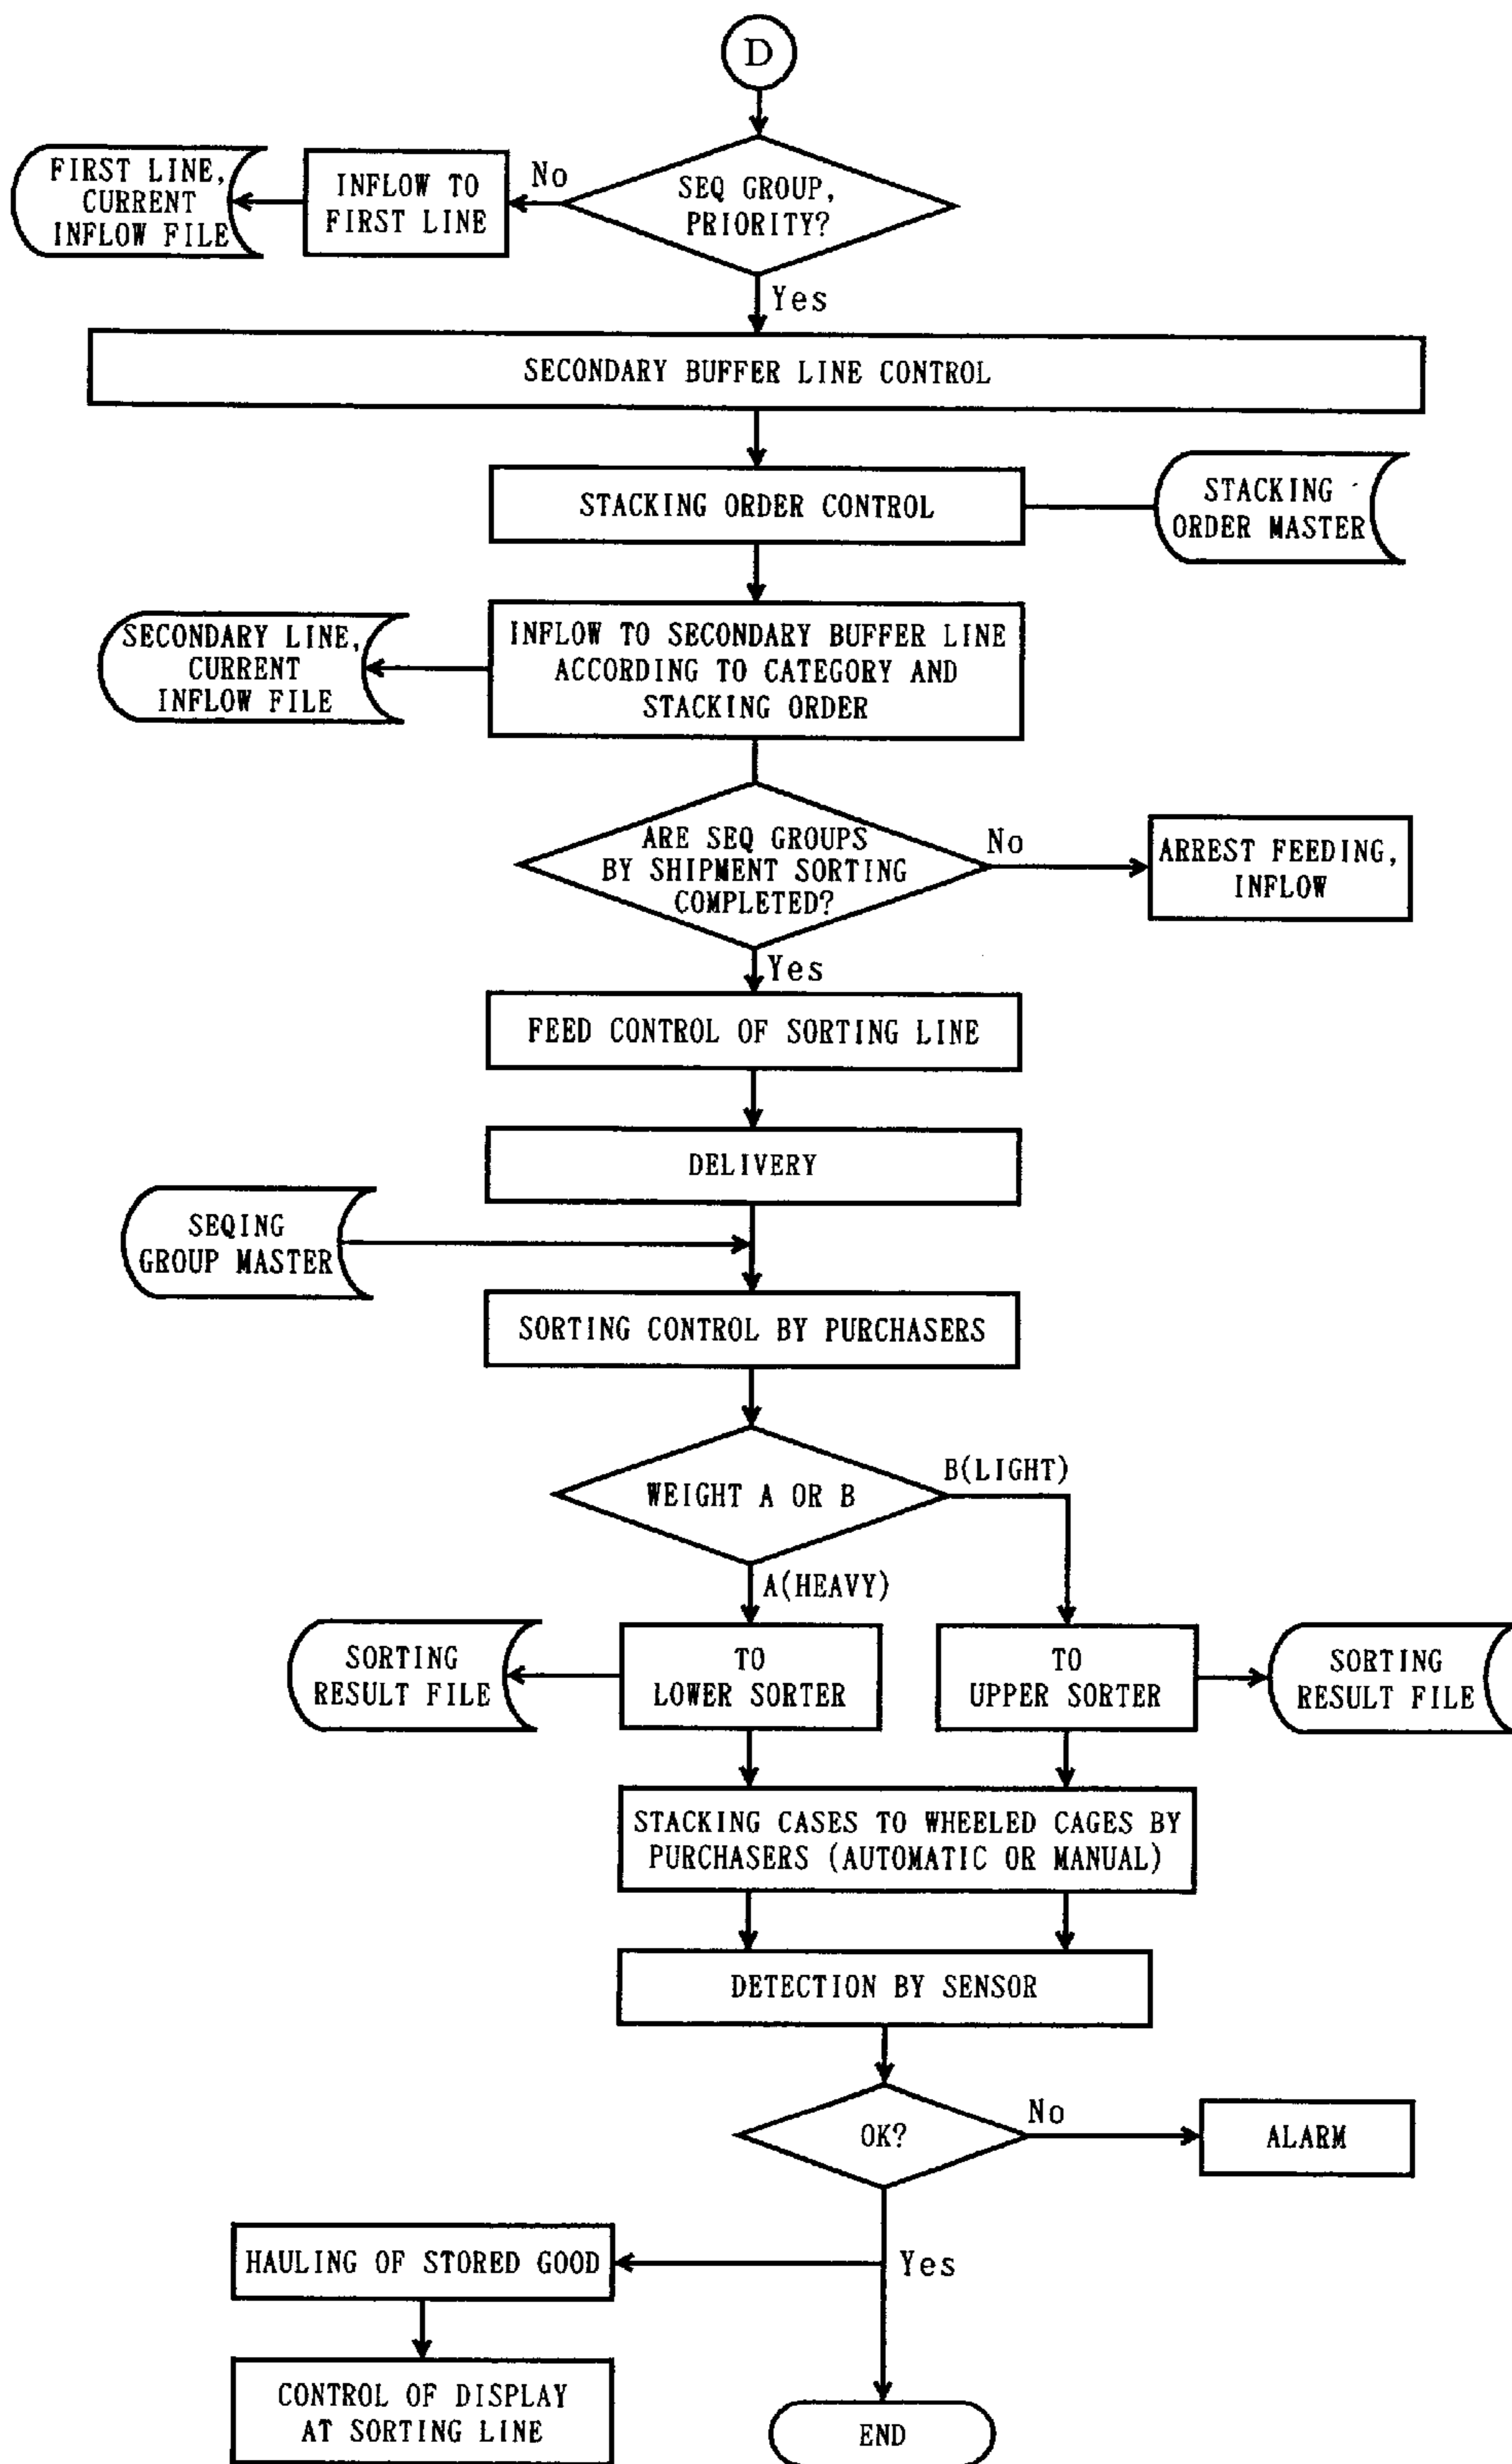 D
SEQ GROUP,
PRIORITY?
No
INFLOW TO
FIRST LINE
FIRST LINE,
CURRENT
INFLOW FILE
Yes
SECONDARY BUFFER LINE CONTROL
STACKING ORDER CONTROL
STACKING
ORDER MASTER
INFLOW TO SECONDARY BUFFER LINE
ACCORDING TO CATEGORY AND
STACKING ORDER
SECONDARY LINE,
CURRENT
INFLOW FILE
ARE SEQ GROUPS
BY SHIPMENT SORTING
COMPLETED?
No
ARREST FEEDING,
INFLOW
Yes
FEED CONTROL OF SORTING LINE
DELIVERY
SEQING
GROUP MASTER
SORTING CONTROL BY PURCHASERS
WEIGHT A OR B
B(LIGHT)
A(HEAVY)
SORTING
RESULT FILE
TO
LOWER SORTER
TO
UPPER SORTER
SORTING
RESULT FILE
STACKING CASES TO WHEELED CAGES BY
PURCHASERS (AUTOMATIC OR MANUAL)
DETECTION BY SENSOR
OK?
No
ALARM
Yes
HAULING OF STORED GOOD
CONTROL OF DISPLAY
AT SORTING LINE
END